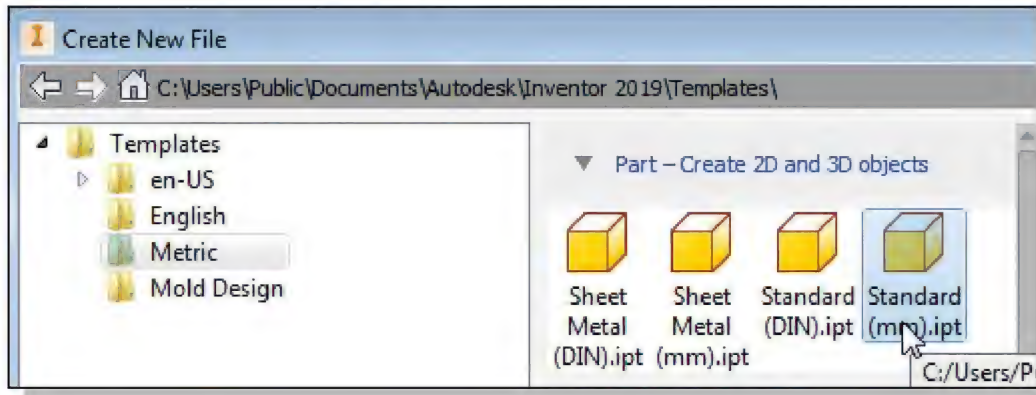 Create New File
C:\Users\Public\Documents\Autodesk\Inventor 2019\Templates\
Templates
en-US
English
Metric
Mold Design
Part – Create 2D and 3D objects
Sheet Metal (DIN).ipt
Sheet Metal (mm).ipt
Standard (DIN).ipt
Standard (mm).ipt
C:/Users/P